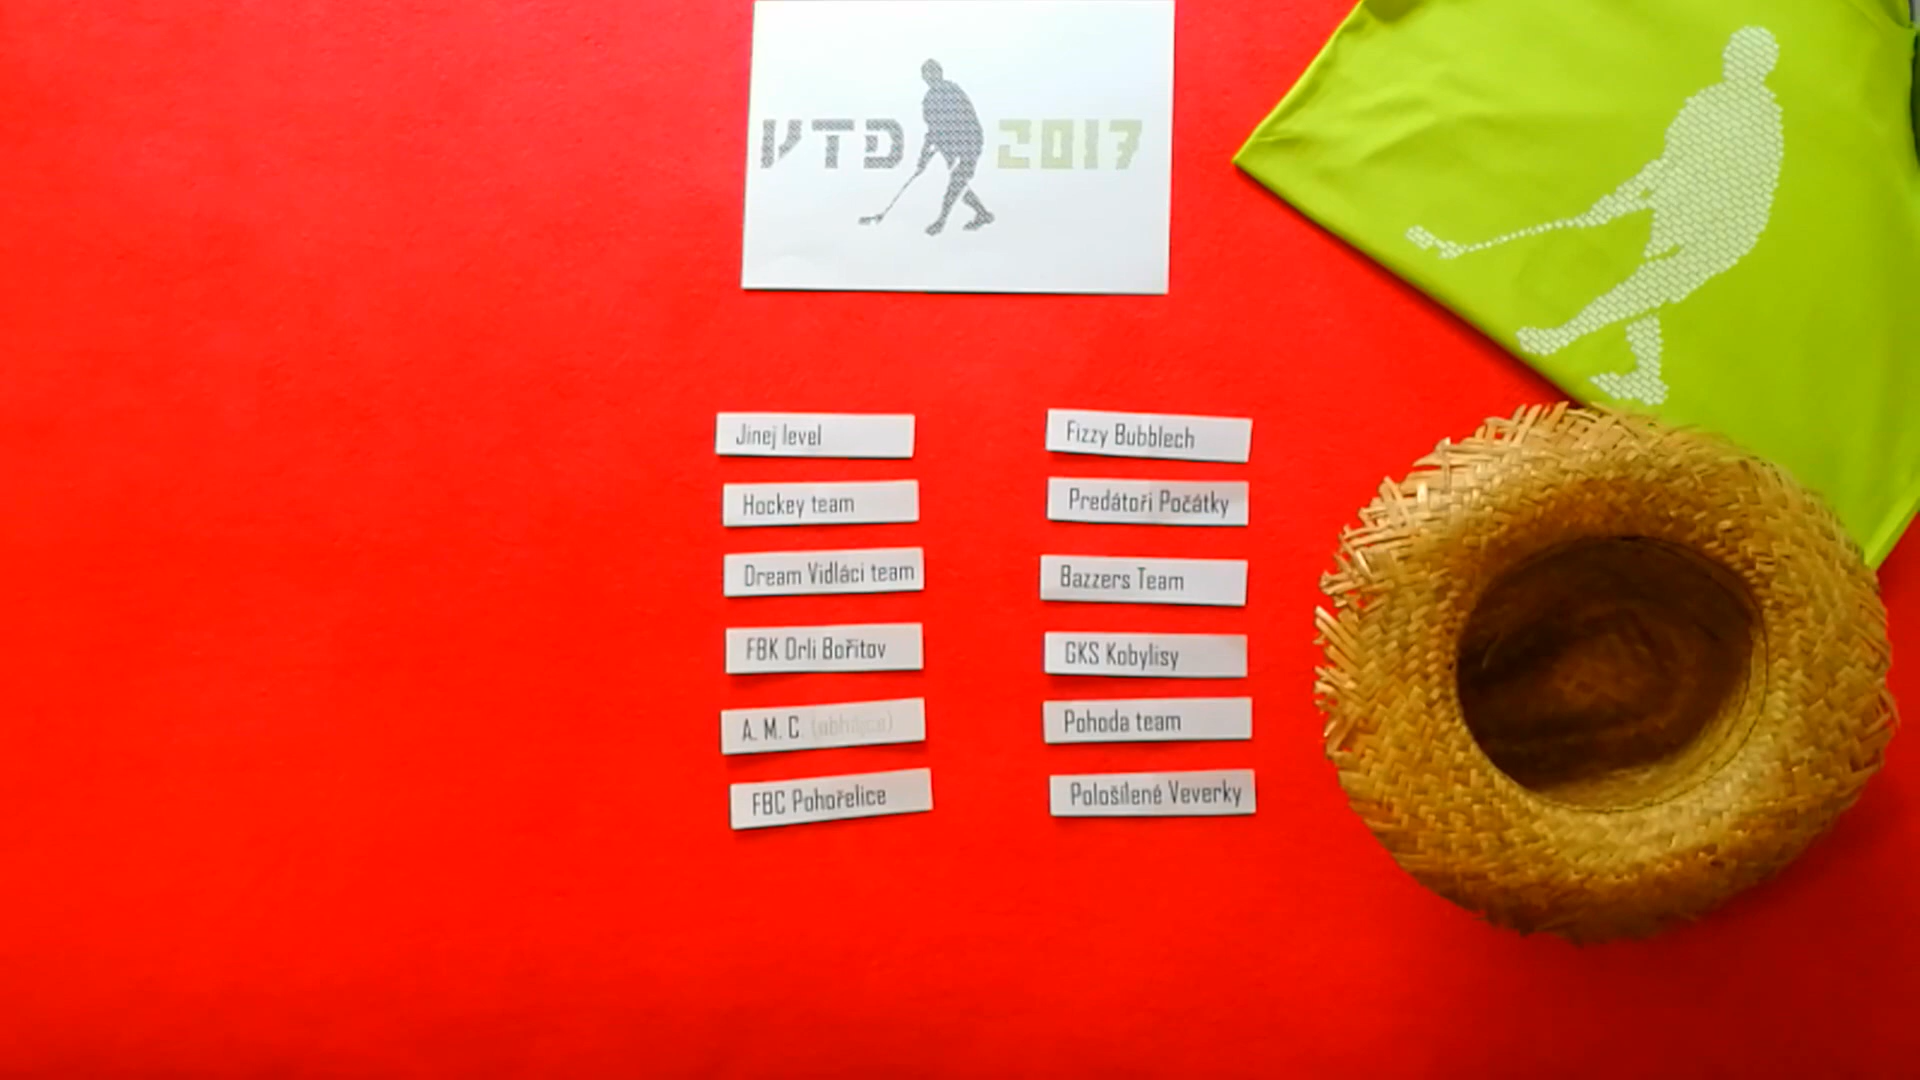 VTD 2017
Jinej level
Hockey team
Dream Vidláci team
FBK Orli Bořitov
A. M. C. (obhájce)
FBC Pohořelice
Fizzy Bubblech
Predátoři Počátky
Bazzers Team
GKS Kobylisy
Pohoda team
Pološílené Veverky